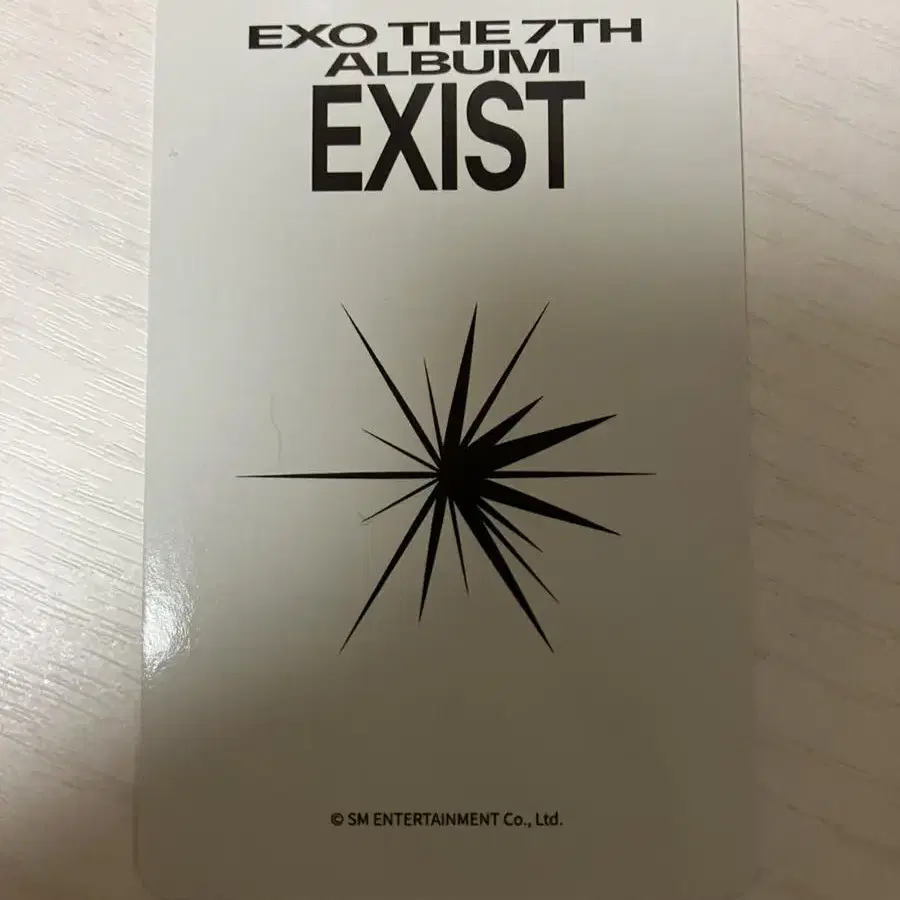 EXO THE 7TH
ALBUM
EXIST
© SM ENTERTAINMENT Co., Ltd.